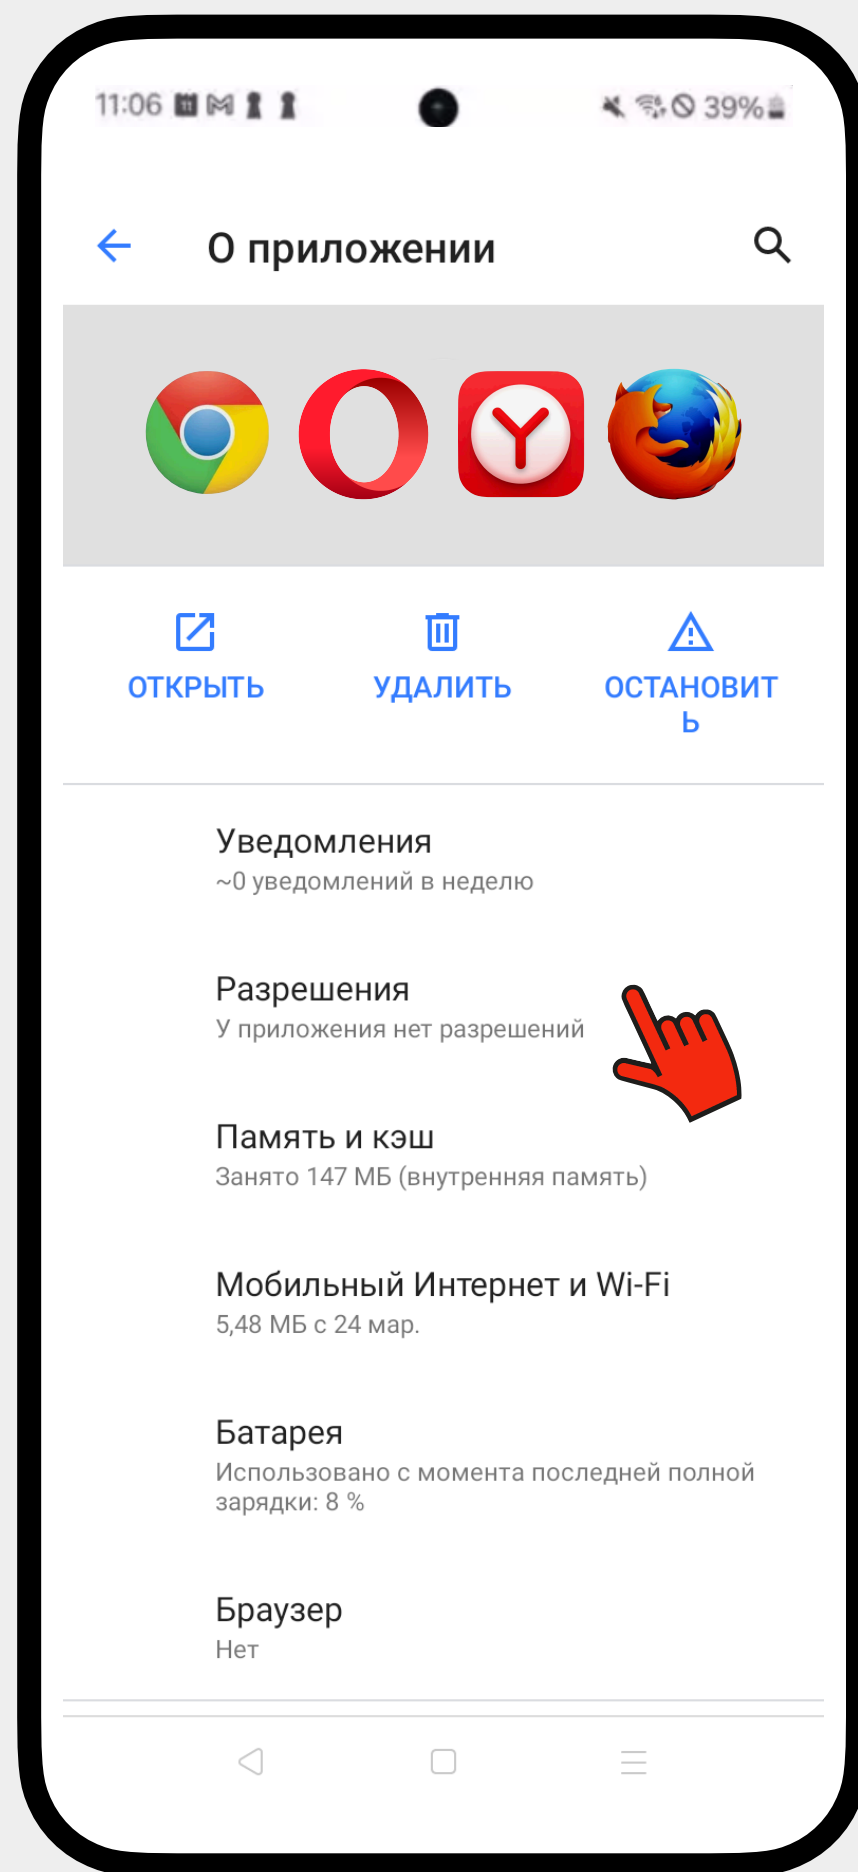 11:06
39%
О приложении
ОТКРЫТЬ
УДАЛИТЬ
ОСТАНОВИТ
Ь
Уведомления
~0 уведомлений в неделю
Разрешения
У приложения нет разрешений
Память и кэш
Занято 147 МБ (внутренняя память)
Мобильный Интернет и Wi-Fi
5,48 МБ с 24 мар.
Батарея
Использовано с момента последней полной
зарядки: 8 %
Браузер
Нет